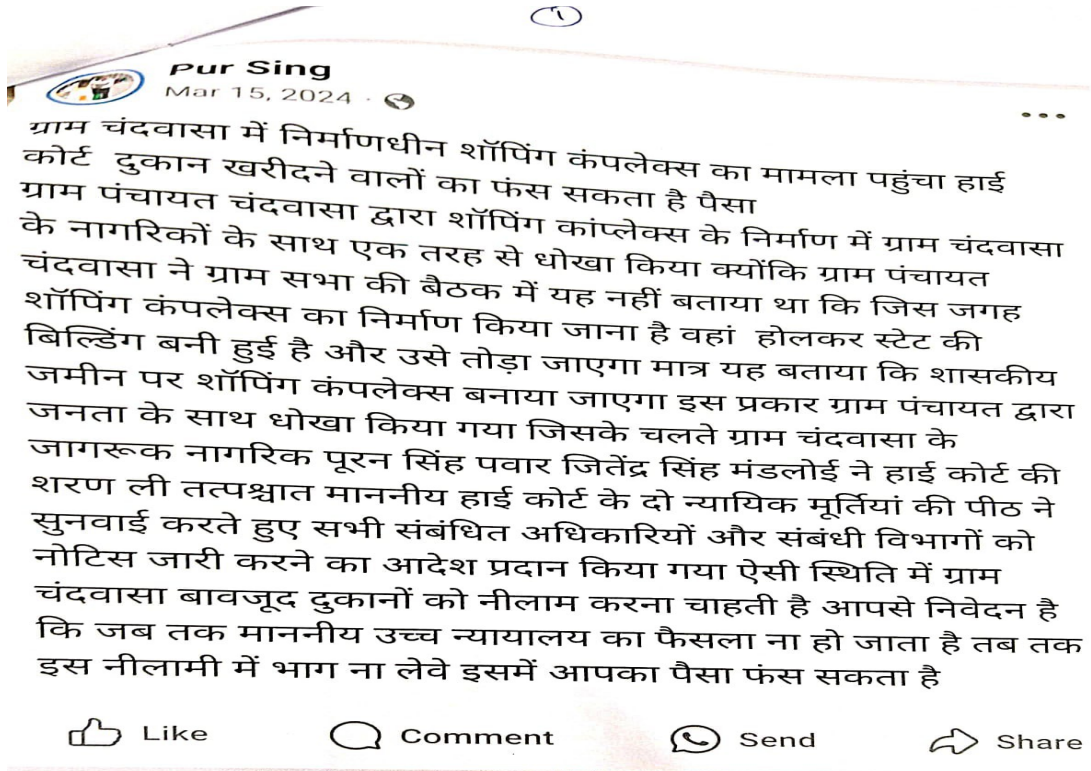 1
Pur Sing
Mar 15, 2024 ·
ग्राम चंदवासा में निर्माणधीन शॉपिंग कंपलेक्स का मामला पहुंचा हाई
कोर्ट दुकान खरीदने वालों का फंस सकता है पैसा
ग्राम पंचायत चंदवासा द्वारा शॉपिंग कांप्लेक्स के निर्माण में ग्राम चंदवासा
के नागरिकों के साथ एक तरह से धोखा किया क्योंकि ग्राम पंचायत
चंदवासा ने ग्राम सभा की बैठक में यह नहीं बताया था कि जिस जगह
शॉपिंग कंपलेक्स का निर्माण किया जाना है वहां होलकर स्टेट की
बिल्डिंग बनी हुई है और उसे तोड़ा जाएगा मात्र यह बताया कि शासकीय
जमीन पर शॉपिंग कंपलेक्स बनाया जाएगा इस प्रकार ग्राम पंचायत द्वारा
जनता के साथ धोखा किया गया जिसके चलते ग्राम चंदवासा के
जागरूक नागरिक पूरन सिंह पवार जितेंद्र सिंह मंडलोई ने हाई कोर्ट की
शरण ली तत्पश्चात माननीय हाई कोर्ट के दो न्यायिक मूर्तियां की पीठ ने
सुनवाई करते हुए सभी संबंधित अधिकारियों और संबंधी विभागों को
नोटिस जारी करने का आदेश प्रदान किया गया ऐसी स्थिति में ग्राम
चंदवासा बावजूद दुकानों को नीलाम करना चाहती है आपसे निवेदन है
कि जब तक माननीय उच्च न्यायालय का फैसला ना हो जाता है तब तक
इस नीलामी में भाग ना लेवे इसमें आपका पैसा फंस सकता है
Like Comment Send Share